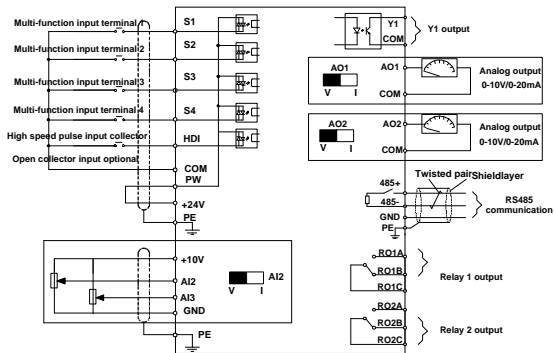 Multi-function input terminal 1
S1
Multi-function input terminal 2
S2
Multi-function input terminal 3
S3
Multi-function input terminal 4
S4
High speed pulse input collector
HDI
Open collector input optional
COM
PW
+24V
PE
+10V
AI2
AI3
GND
AI2
V I
PE
Y1
COM
Y1 output
AO1
V I
AO1
COM
Analog output
0-10V/0-20mA
AO2
V I
AO2
COM
Analog output
0-10V/0-20mA
Twisted pair
Shieldlayer
485+
485-
GND
PE
RS485
communication
RO1A
RO1B
RO1C
Relay 1 output
RO2A
RO2B
RO2C
Relay 2 output